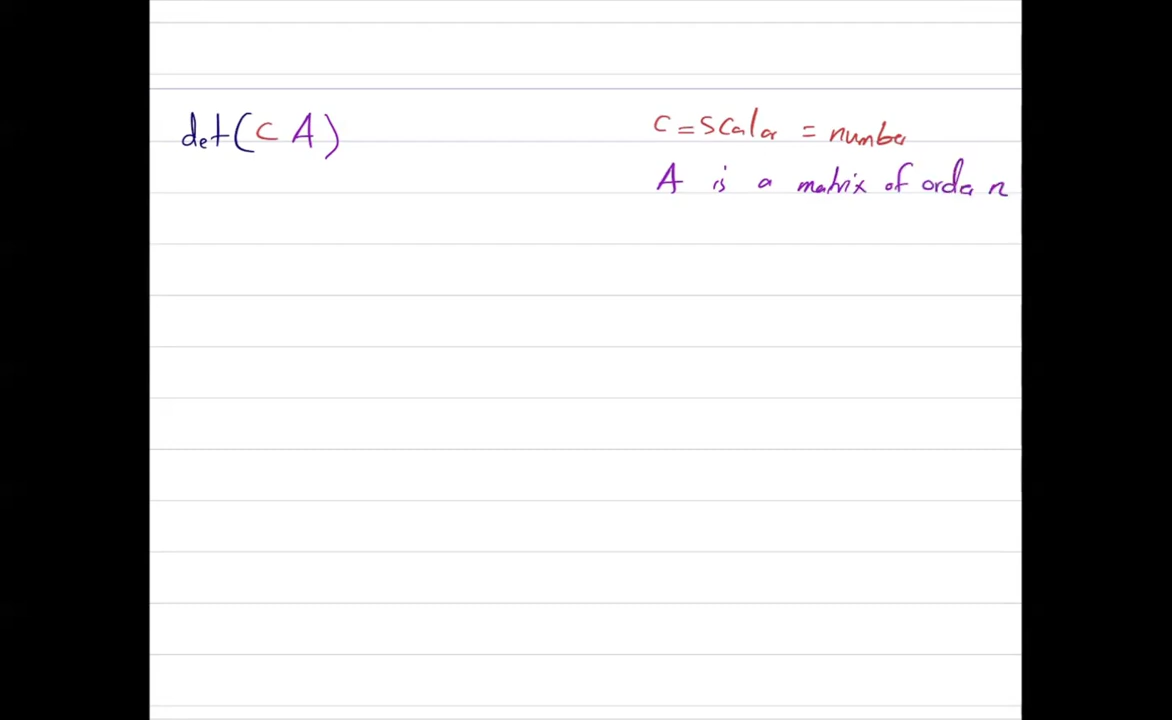 det(C A)
C = Scalar = number
A is a matrix of order n